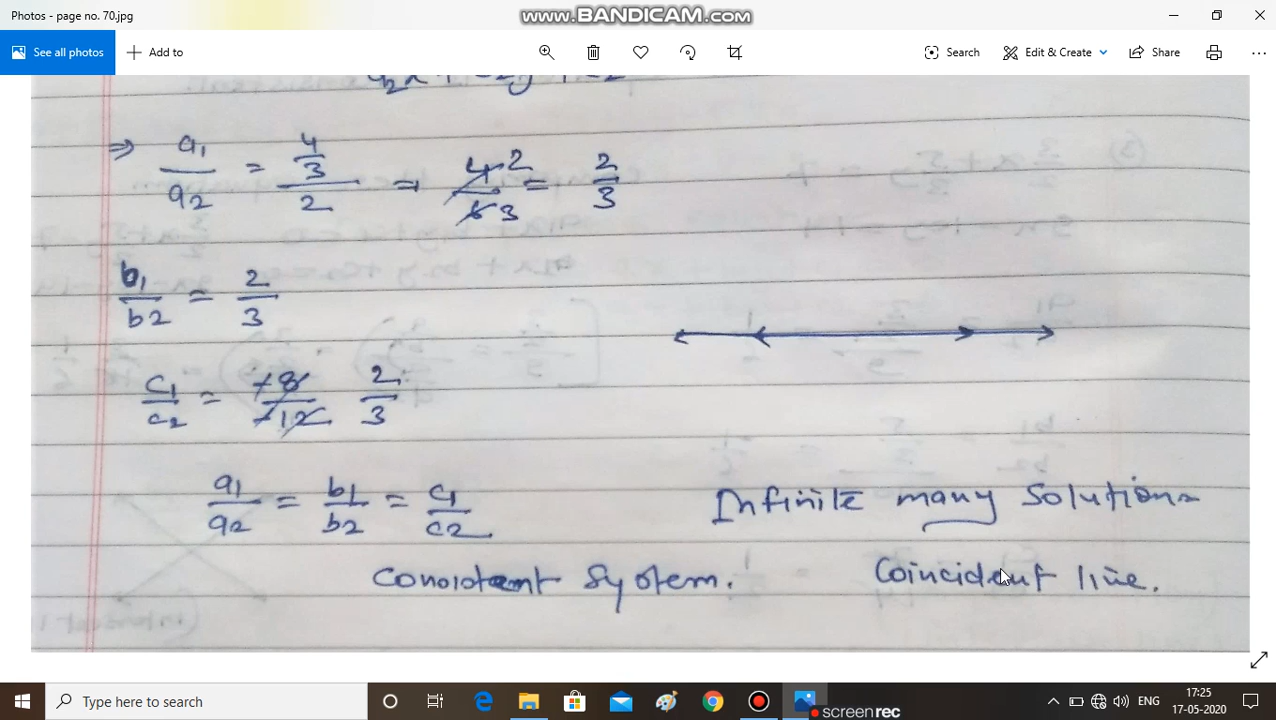 Photos - page no. 70.jpg
www.BANDICAM.com
See all photos
Add to
Search
Edit & Create
Share
⇒ a1/a2 = 4/3/2 ⇒ 4 2/6 3 = 2/3
b1/b2 = 2/3
c1/c2 = -8/-12 2/3
a1/a2 = b1/b2 = c1/c2
Infinite many Solutions
Consistent System.
Coincident line.
Type here to search
ENG
17:25
17-05-2020
screenrec